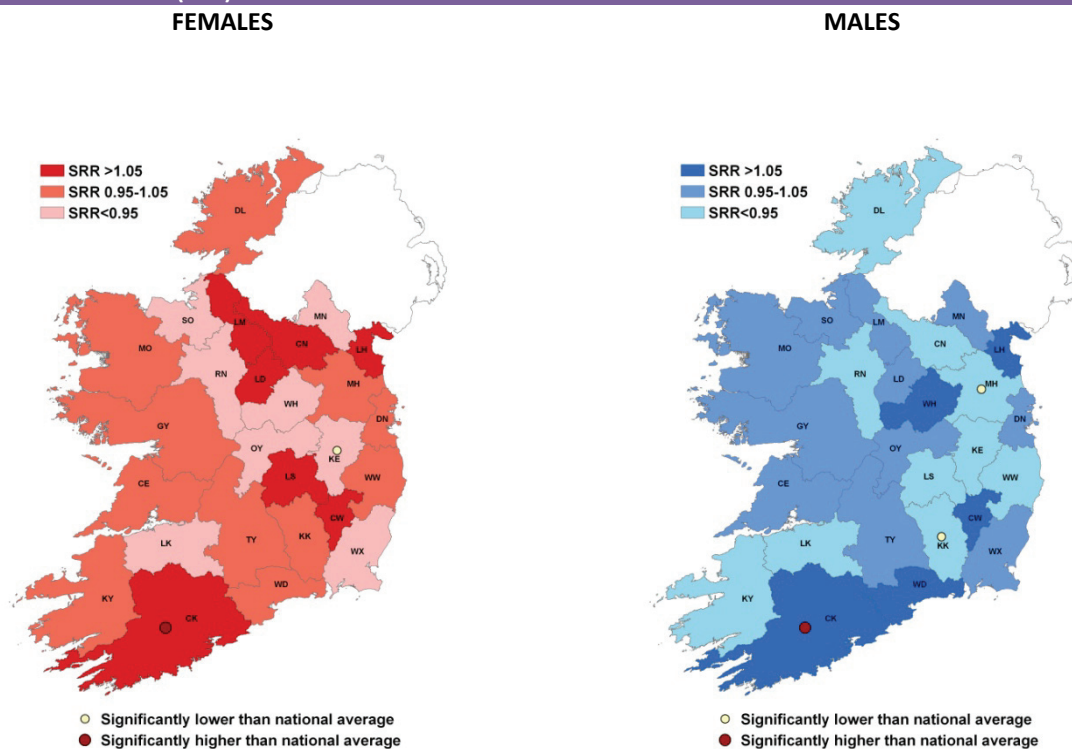 FEMALES
MALES
SRR >1.05
SRR 0.95-1.05
SRR<0.95
DL
SO
LM
MN
CN
LH
MO
RN
LD
MH
WH
DN
GY
OY
KE
LS
WW
CE
CW
LK
TY
KK
WX
WD
KY
CK
Significantly lower than national average
Significantly higher than national average
SRR >1.05
SRR 0.95-1.05
SRR<0.95
DL
SO
LM
MN
CN
LH
MO
RN
LD
MH
WH
DN
GY
OY
KE
LS
WW
CE
CW
LK
TY
KK
WX
WD
KY
CK
Significantly lower than national average
Significantly higher than national average